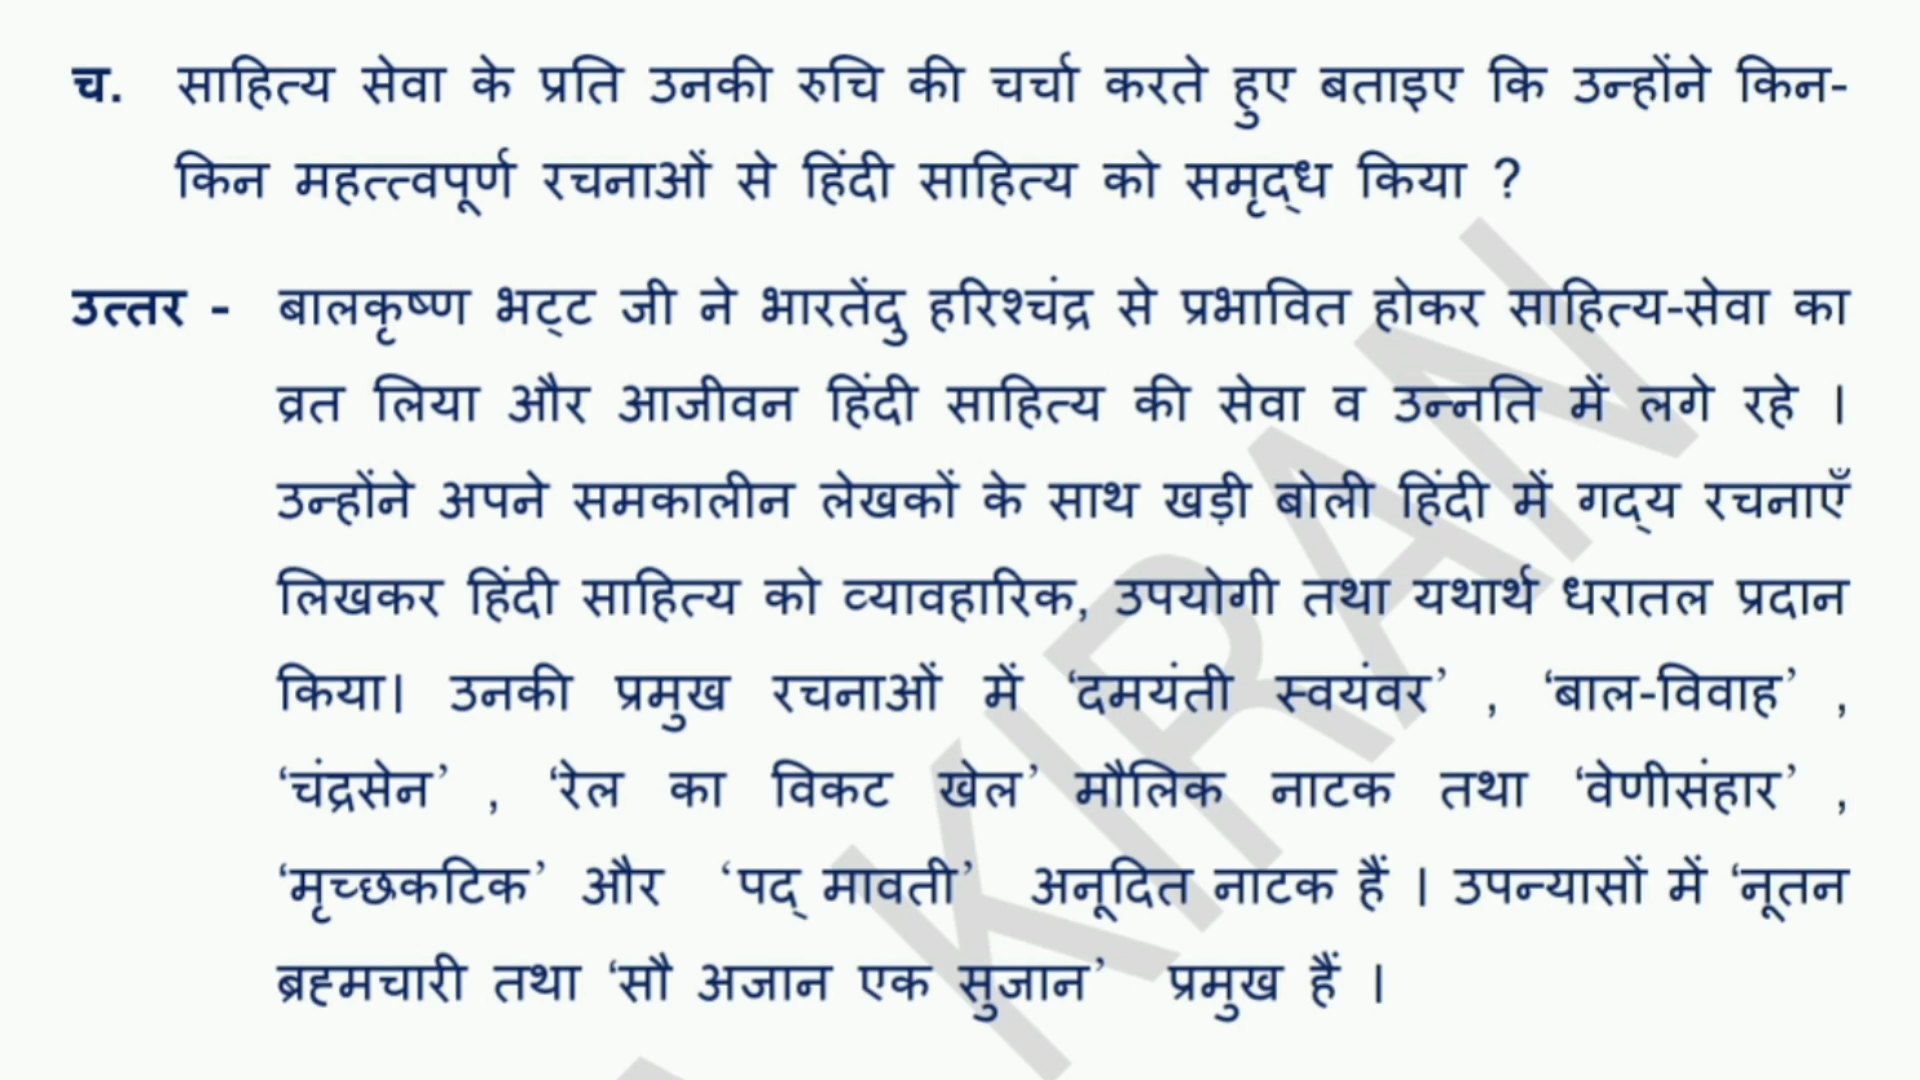 च. साहित्य सेवा के प्रति उनकी रुचि की चर्चा करते हुए बताइए कि उन्होंने किन-
किन महत्त्वपूर्ण रचनाओं से हिंदी साहित्य को समृद्ध किया ?
उत्तर - बालकृष्ण भट्ट जी ने भारतेंदु हरिश्चंद्र से प्रभावित होकर साहित्य-सेवा का
व्रत लिया और आजीवन हिंदी साहित्य की सेवा व उन्नति में लगे रहे ।
उन्होंने अपने समकालीन लेखकों के साथ खड़ी बोली हिंदी में गद्य रचनाएँ
लिखकर हिंदी साहित्य को व्यावहारिक, उपयोगी तथा यथार्थ धरातल प्रदान
किया। उनकी प्रमुख रचनाओं में ‘दमयंती स्वयंवर’ , ‘बाल-विवाह’ ,
‘चंद्रसेन’ , ‘रेल का विकट खेल’ मौलिक नाटक तथा ‘वेणीसंहार’ ,
‘मृच्छकटिक’ और ‘पद् मावती’ अनूदित नाटक हैं । उपन्यासों में ‘नूतन
ब्रह्मचारी तथा ‘सौ अजान एक सुजान’ प्रमुख हैं ।
KIRAN